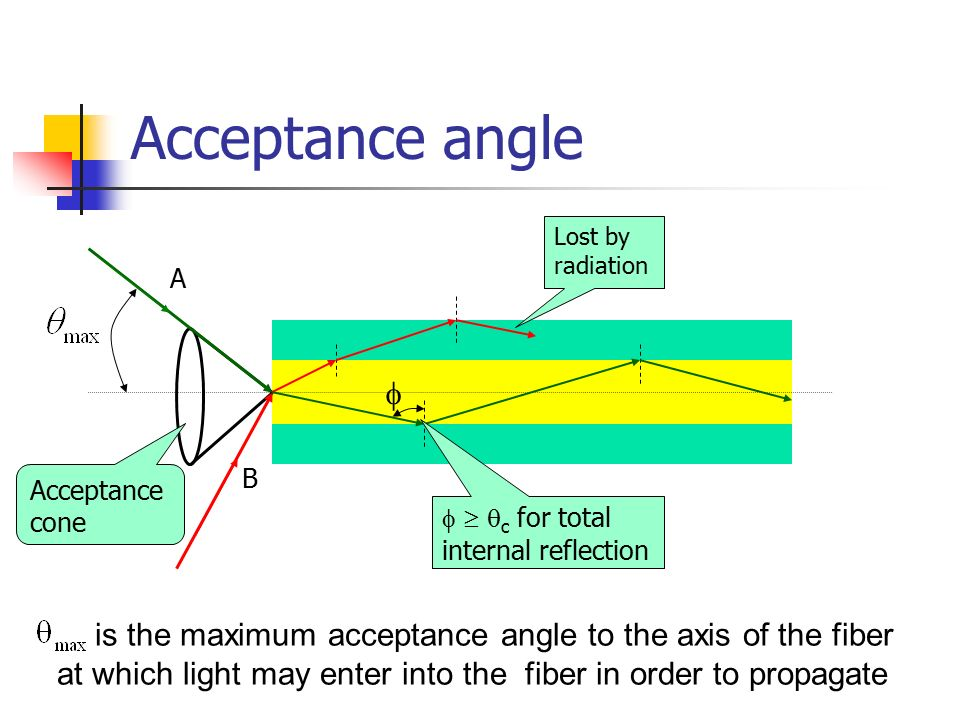 Acceptance angle
Lost by
radiation
A
θmax
ϕ
B
Acceptance
cone
ϕ ≥ θc for total
internal reflection
θmax is the maximum acceptance angle to the axis of the fiber
at which light may enter into the fiber in order to propagate